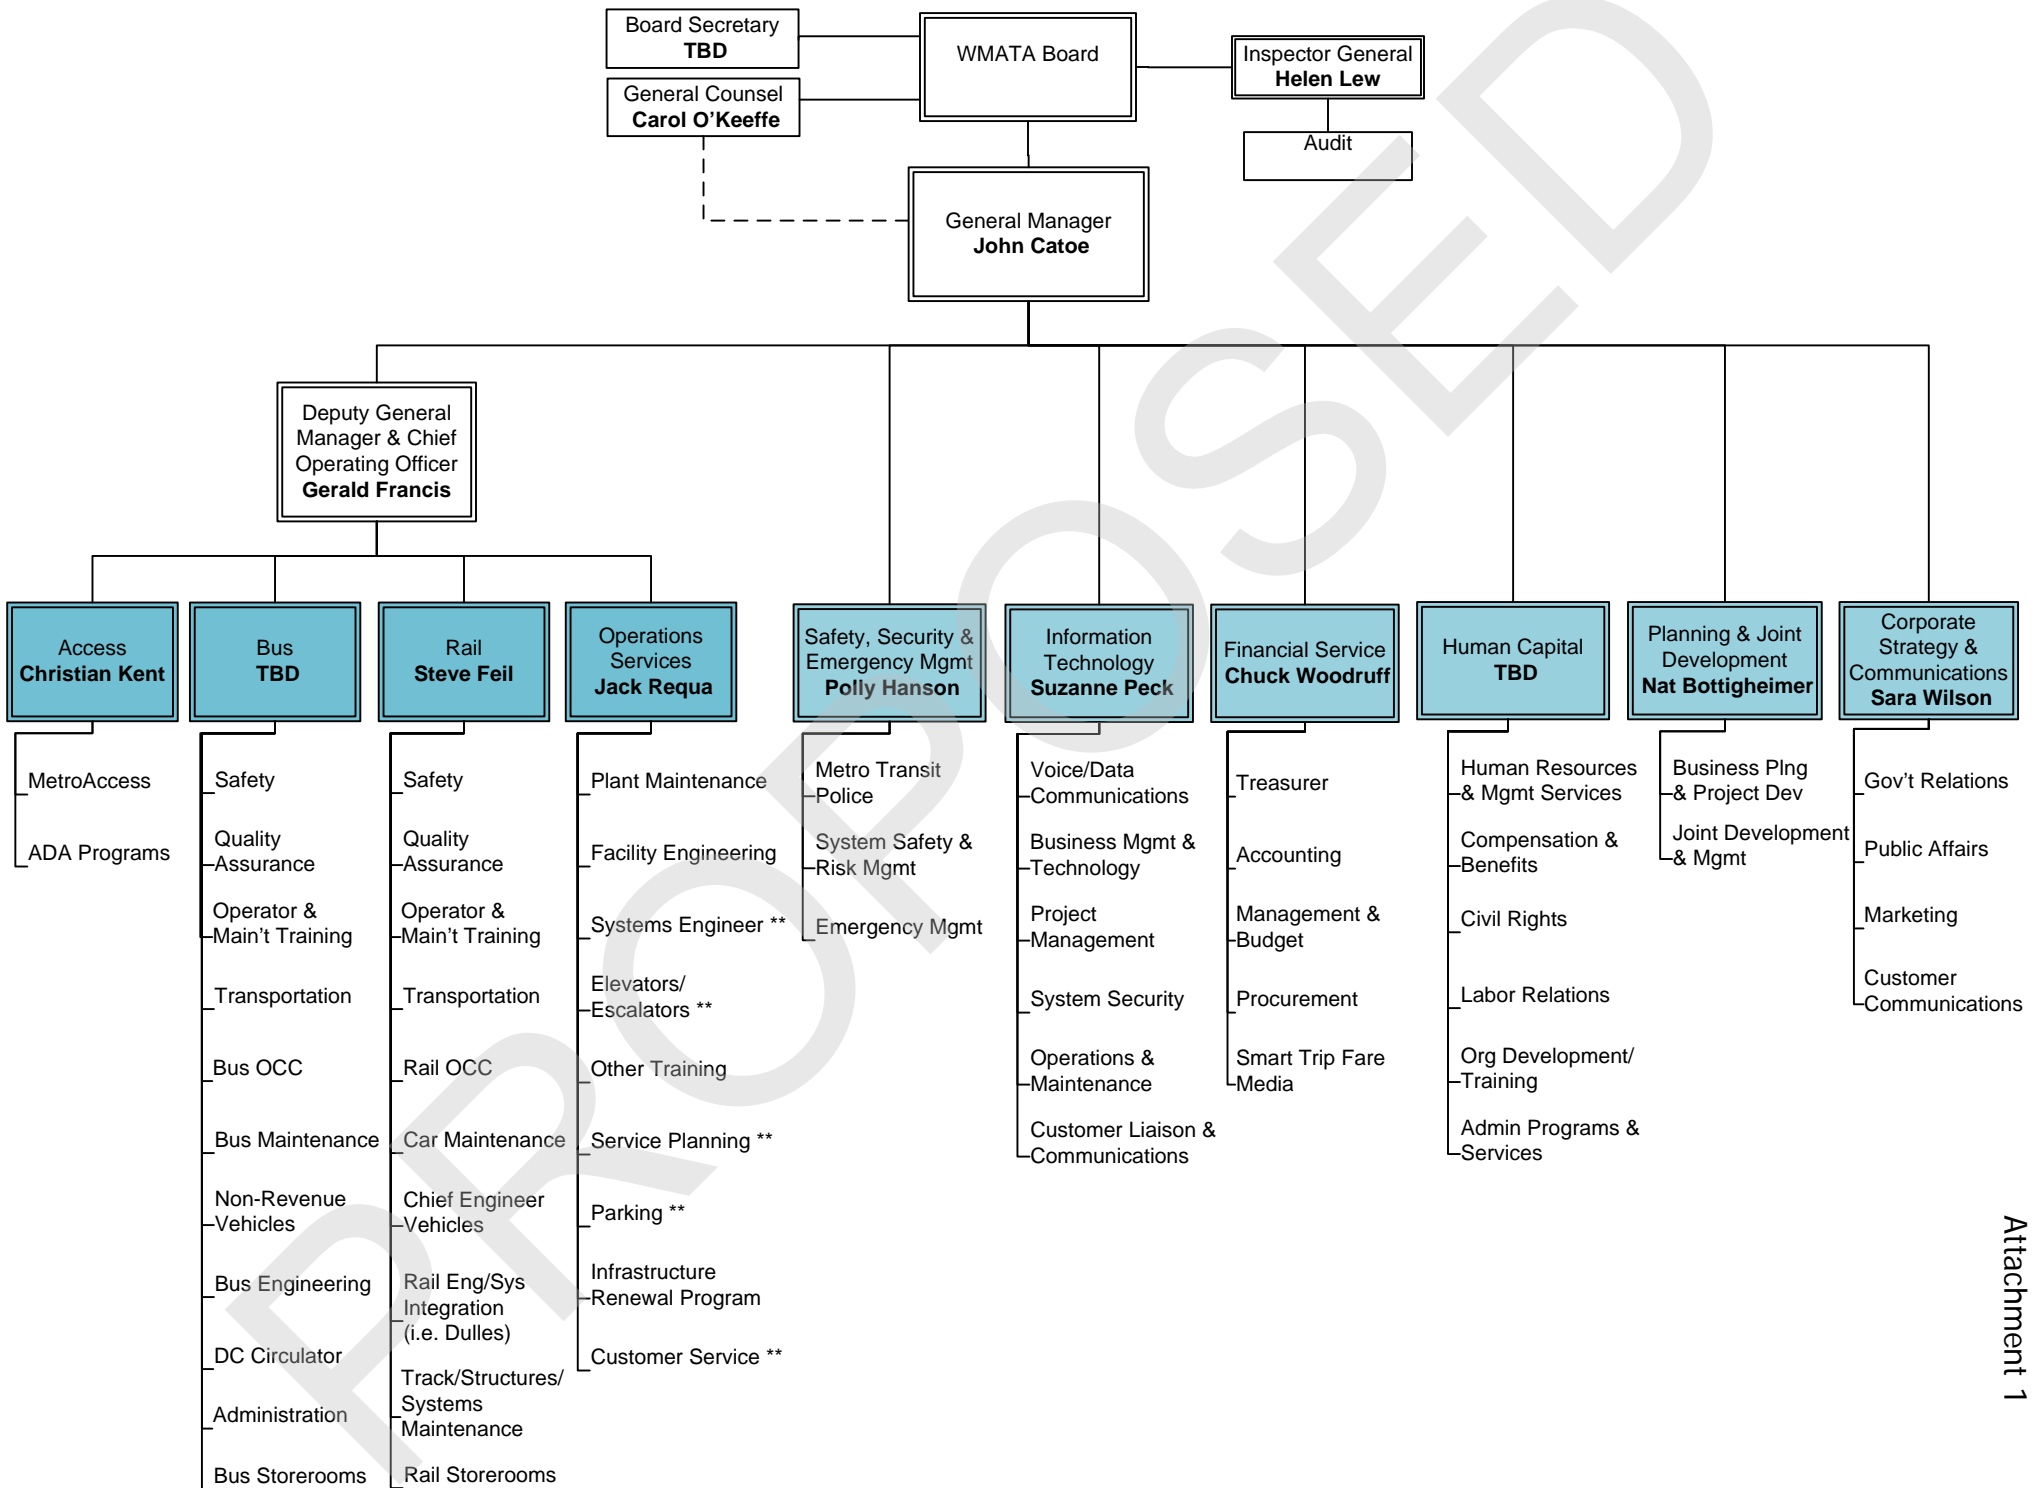 Board Secretary
TBD
General Counsel
Carol O'Keeffe
WMATA Board
Inspector General
Helen Lew
Audit
General Manager
John Catoe
Deputy General
Manager & Chief
Operating Officer
Gerald Francis
Access
Christian Kent
Bus
TBD
Rail
Steve Feil
Operations
Services
Jack Requa
Safety, Security &
Emergency Mgmt
Polly Hanson
Information
Technology
Suzanne Peck
Financial Service
Chuck Woodruff
Human Capital
TBD
Planning & Joint
Development
Nat Bottigheimer
Corporate
Strategy &
Communications
Sara Wilson
MetroAccess
ADA Programs
Safety
Quality
Assurance
Operator &
Main't Training
Transportation
Bus OCC
Bus Maintenance
Non-Revenue
Vehicles
Bus Engineering
DC Circulator
Administration
Bus Storerooms
Safety
Quality
Assurance
Operator &
Main't Training
Transportation
Rail OCC
Car Maintenance
Chief Engineer
Vehicles
Rail Eng/Sys
Integration
(i.e. Dulles)
Track/Structures/
Systems
Maintenance
Rail Storerooms
Plant Maintenance
Facility Engineering
Systems Engineer **
Elevators/
Escalators **
Other Training
Service Planning **
Parking **
Infrastructure
Renewal Program
Customer Service **
Metro Transit
Police
System Safety &
Risk Mgmt
Emergency Mgmt
Voice/Data
Communications
Business Mgmt &
Technology
Project
Management
System Security
Operations &
Maintenance
Customer Liaison &
Communications
Treasurer
Accounting
Management &
Budget
Procurement
Smart Trip Fare
Media
Human Resources
& Mgmt Services
Compensation &
Benefits
Civil Rights
Labor Relations
Org Development/
Training
Admin Programs &
Services
Business Plng
& Project Dev
Joint Development
& Mgmt
Gov't Relations
Public Affairs
Marketing
Customer
Communications
Attachment 1
PROPOSED